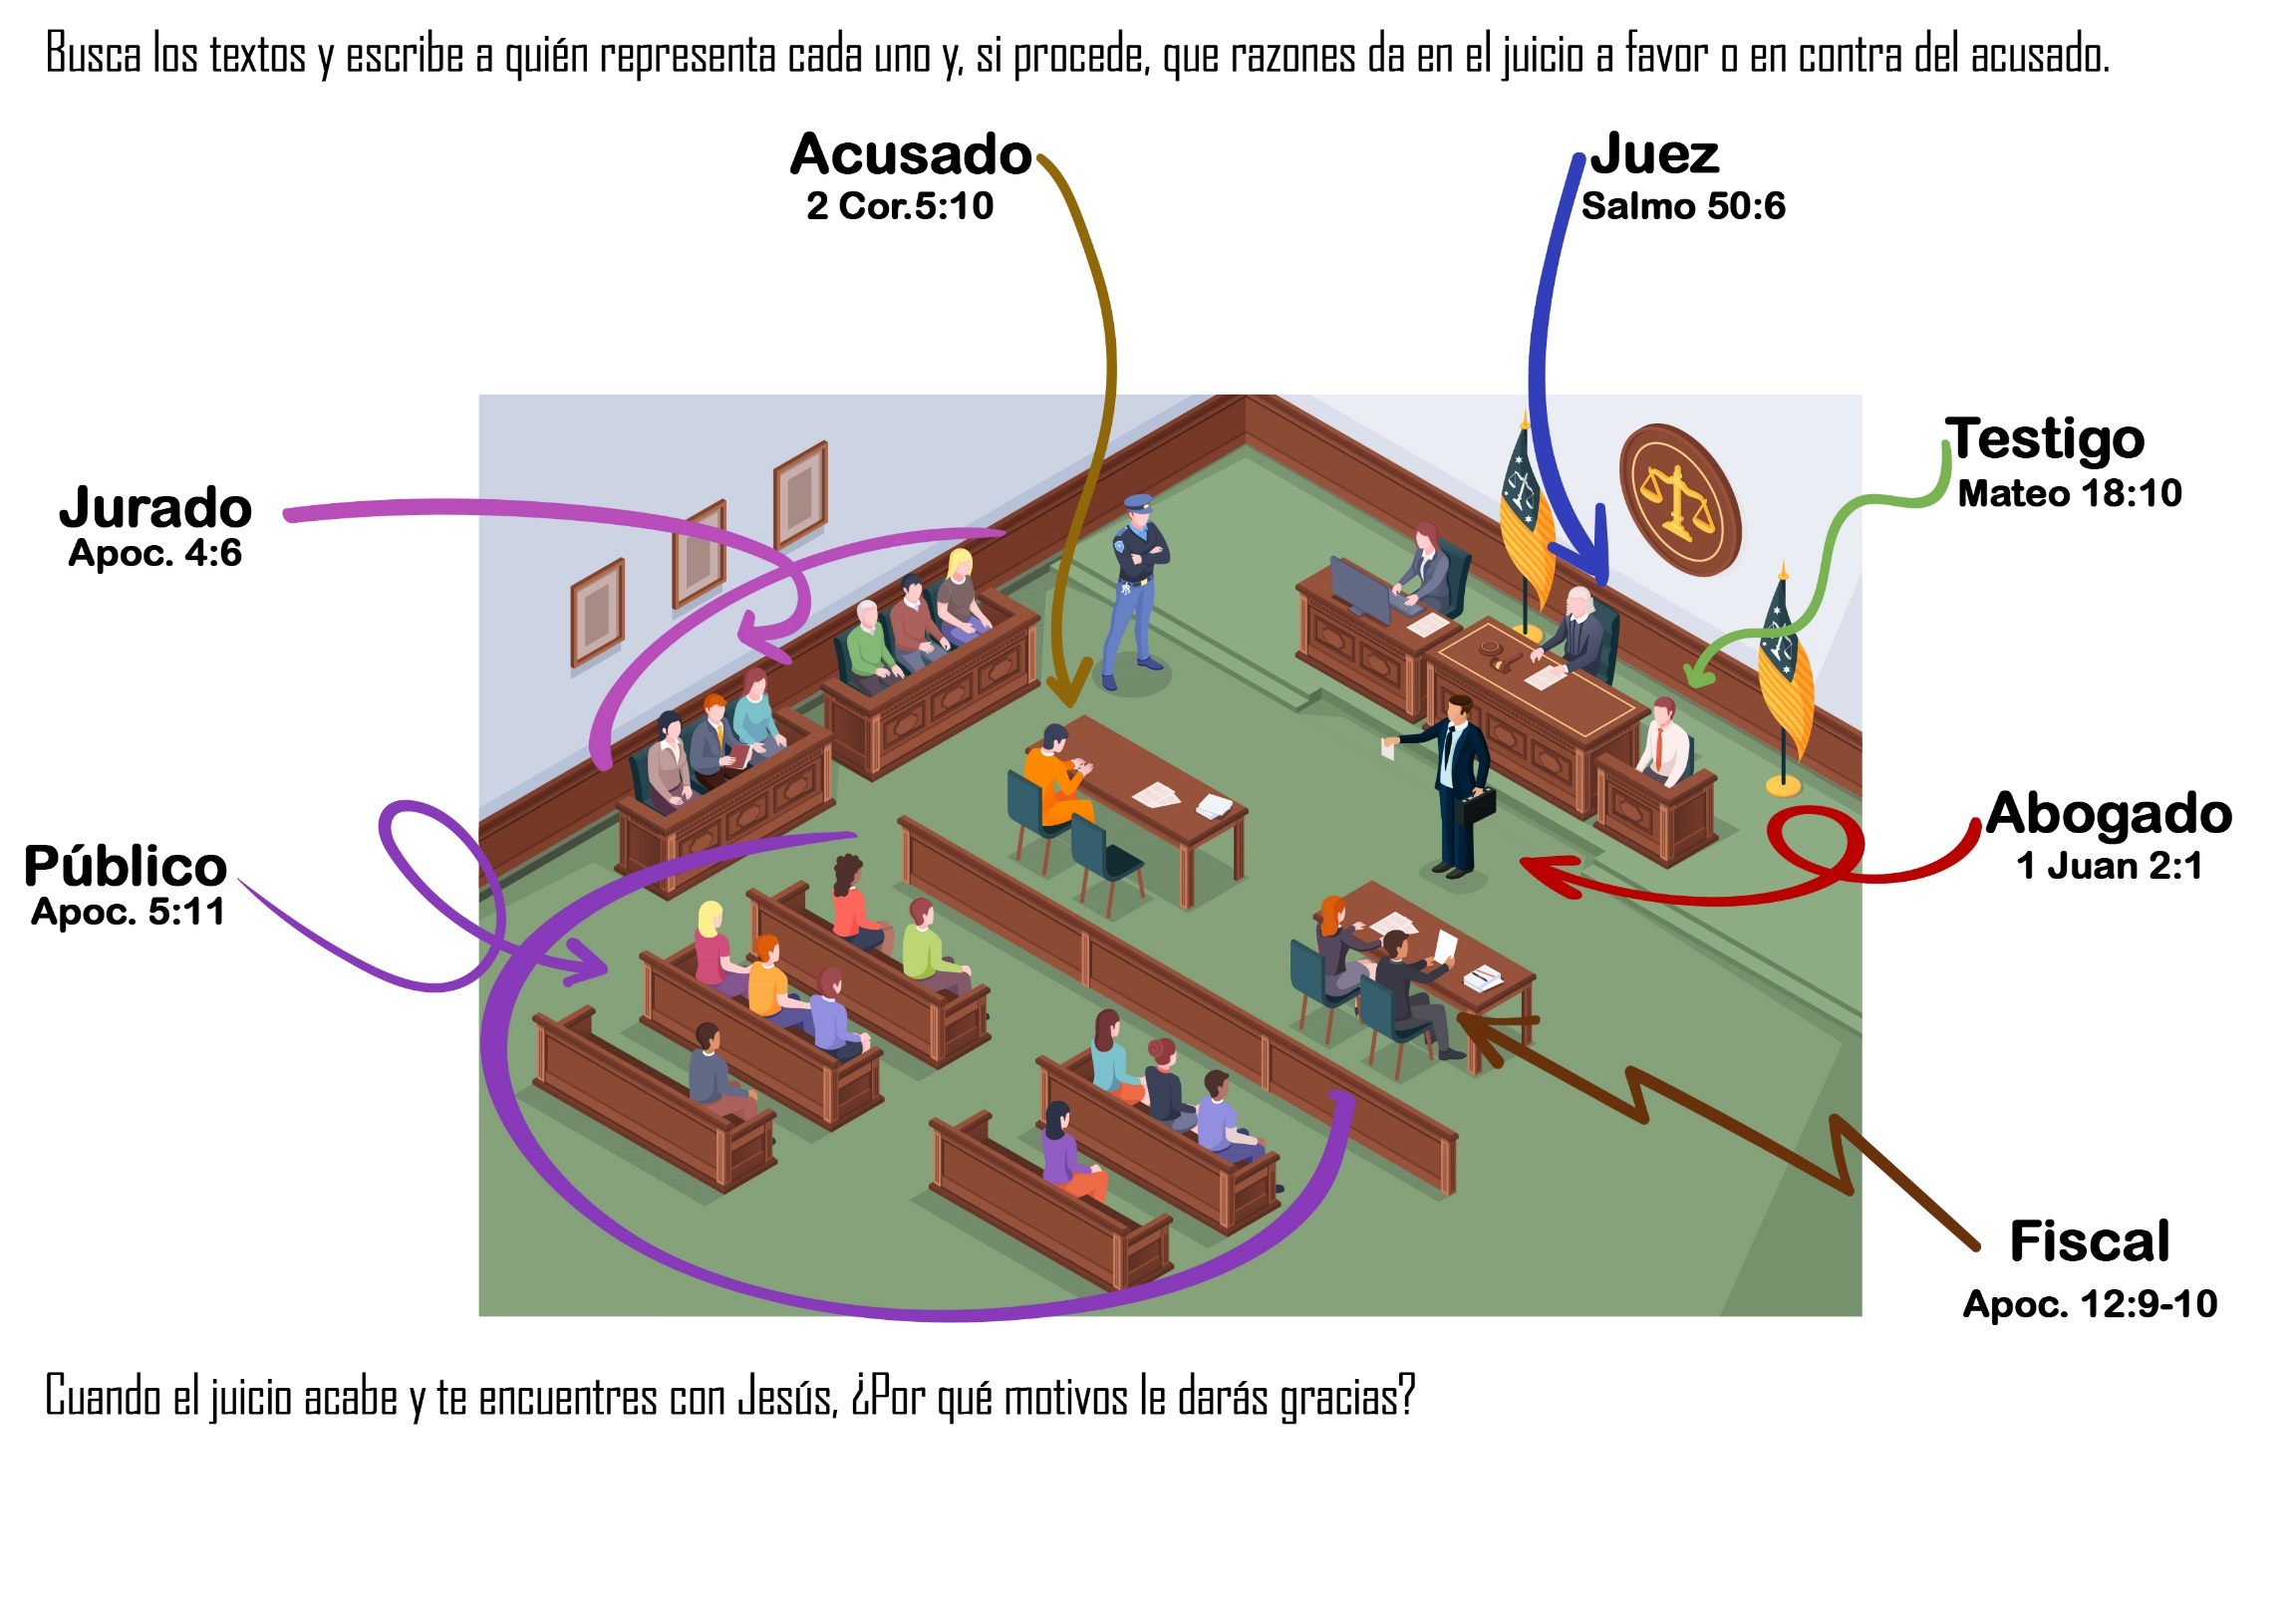 Busca los textos y escribe a quién representa cada uno y, si procede, que razones da en el juicio a favor o en contra del acusado.
Acusado
2 Cor.5:10
Juez
Salmo 50:6
Testigo
Mateo 18:10
Jurado
Apoc. 4:6
Abogado
1 Juan 2:1
Público
Apoc. 5:11
Fiscal
Apoc. 12:9-10
Cuando el juicio acabe y te encuentres con Jesús, ¿Por qué motivos le darás gracias?